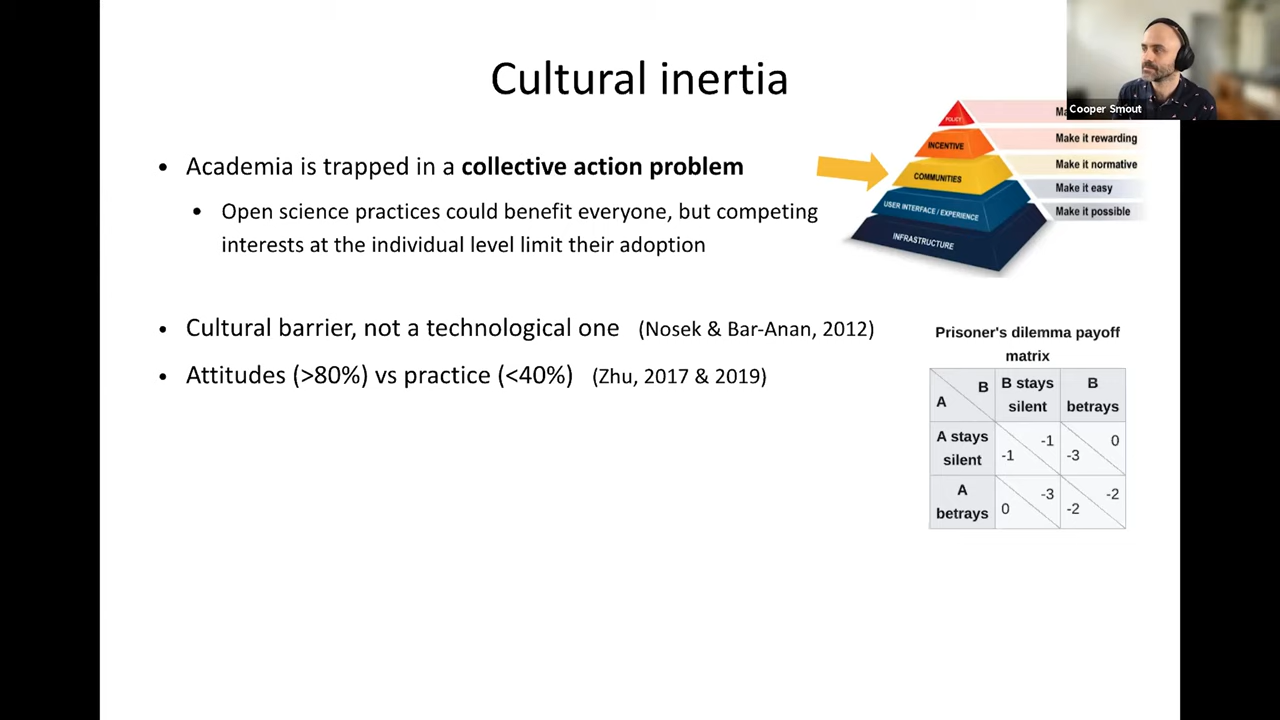 Cultural inertia
Cooper Smout
• Academia is trapped in a collective action problem
• Open science practices could benefit everyone, but competing
interests at the individual level limit their adoption
• Cultural barrier, not a technological one (Nosek & Bar-Anan, 2012)
• Attitudes (>80%) vs practice (<40%) (Zhu, 2017 & 2019)
POLICY
INCENTIVE Make it rewarding
COMMUNITIES Make it normative
USER INTERFACE / EXPERIENCE Make it easy
INFRASTRUCTURE Make it possible
Prisoner's dilemma payoff
matrix
B
A
B stays
silent
B
betrays
A stays
silent
-1
-1
0
-3
A
betrays
-3
0
-2
-2